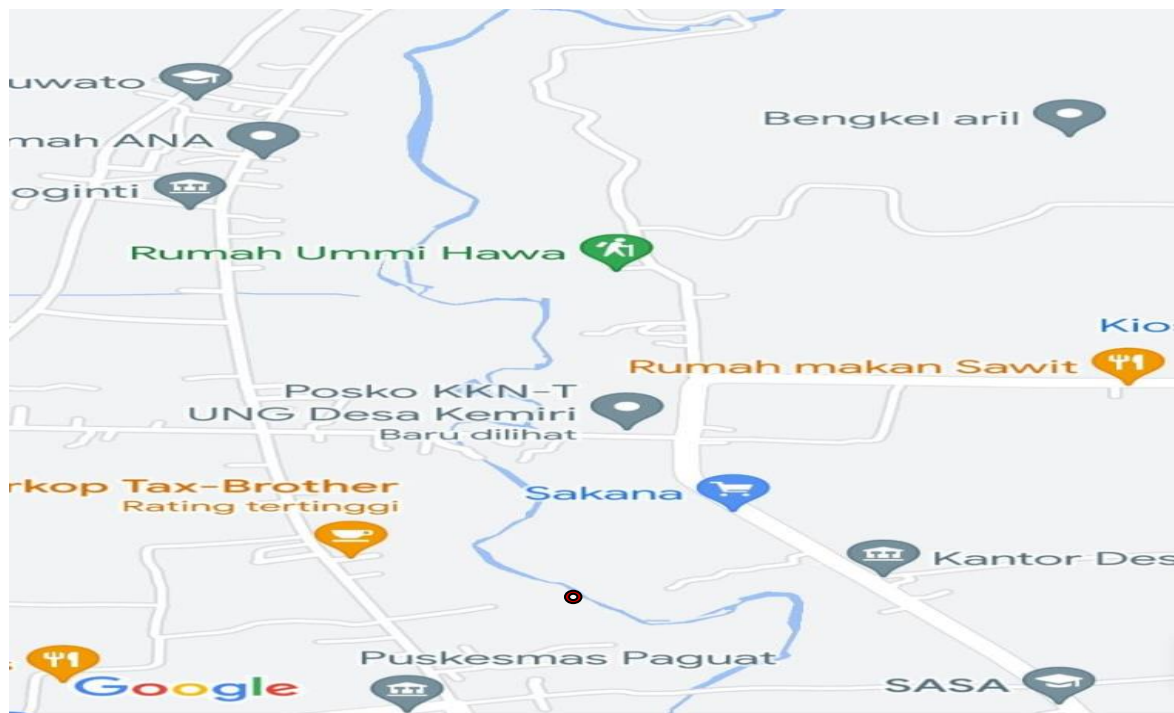 uwato
Bengkel aril
mah ANA
oginti
Rumah Ummi Hawa
Kio
Rumah makan Sawit
Posko KKN-T
UNG Desa Kemiri
Baru dilihat
rkop Tax-Brother
Rating tertinggi
Sakana
Kantor Des
Puskesmas Paguat
Google
SASA